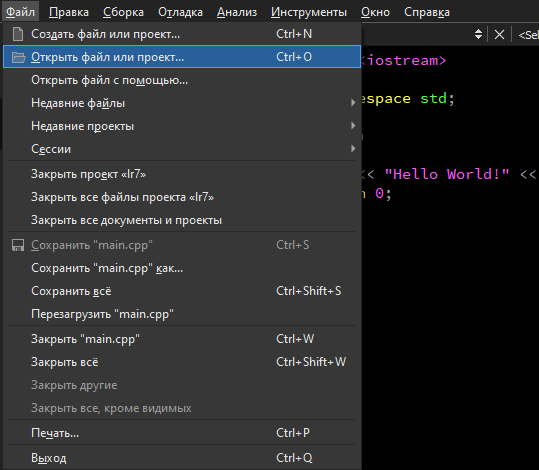 Файл Правка Сборка Отладка Анализ Инструменты Окно Справка
Создать файл или проект... Ctrl+N
<Sel
Открыть файл или проект... Ctrl+O
<iostream>
Открыть файл с помощью...
Недавние файлы
espace std;
Недавние проекты
Сессии
Закрыть проект «lr7»
<< "Hello World!" <<
Закрыть все файлы проекта «lr7»
n 0;
Закрыть все документы и проекты
Сохранить "main.cpp" Ctrl+S
Сохранить "main.cpp" как...
Сохранить всё Ctrl+Shift+S
Перезагрузить "main.cpp"
Закрыть "main.cpp" Ctrl+W
Закрыть всё Ctrl+Shift+W
Закрыть другие
Закрыть все, кроме видимых
Печать... Ctrl+P
Выход Ctrl+Q